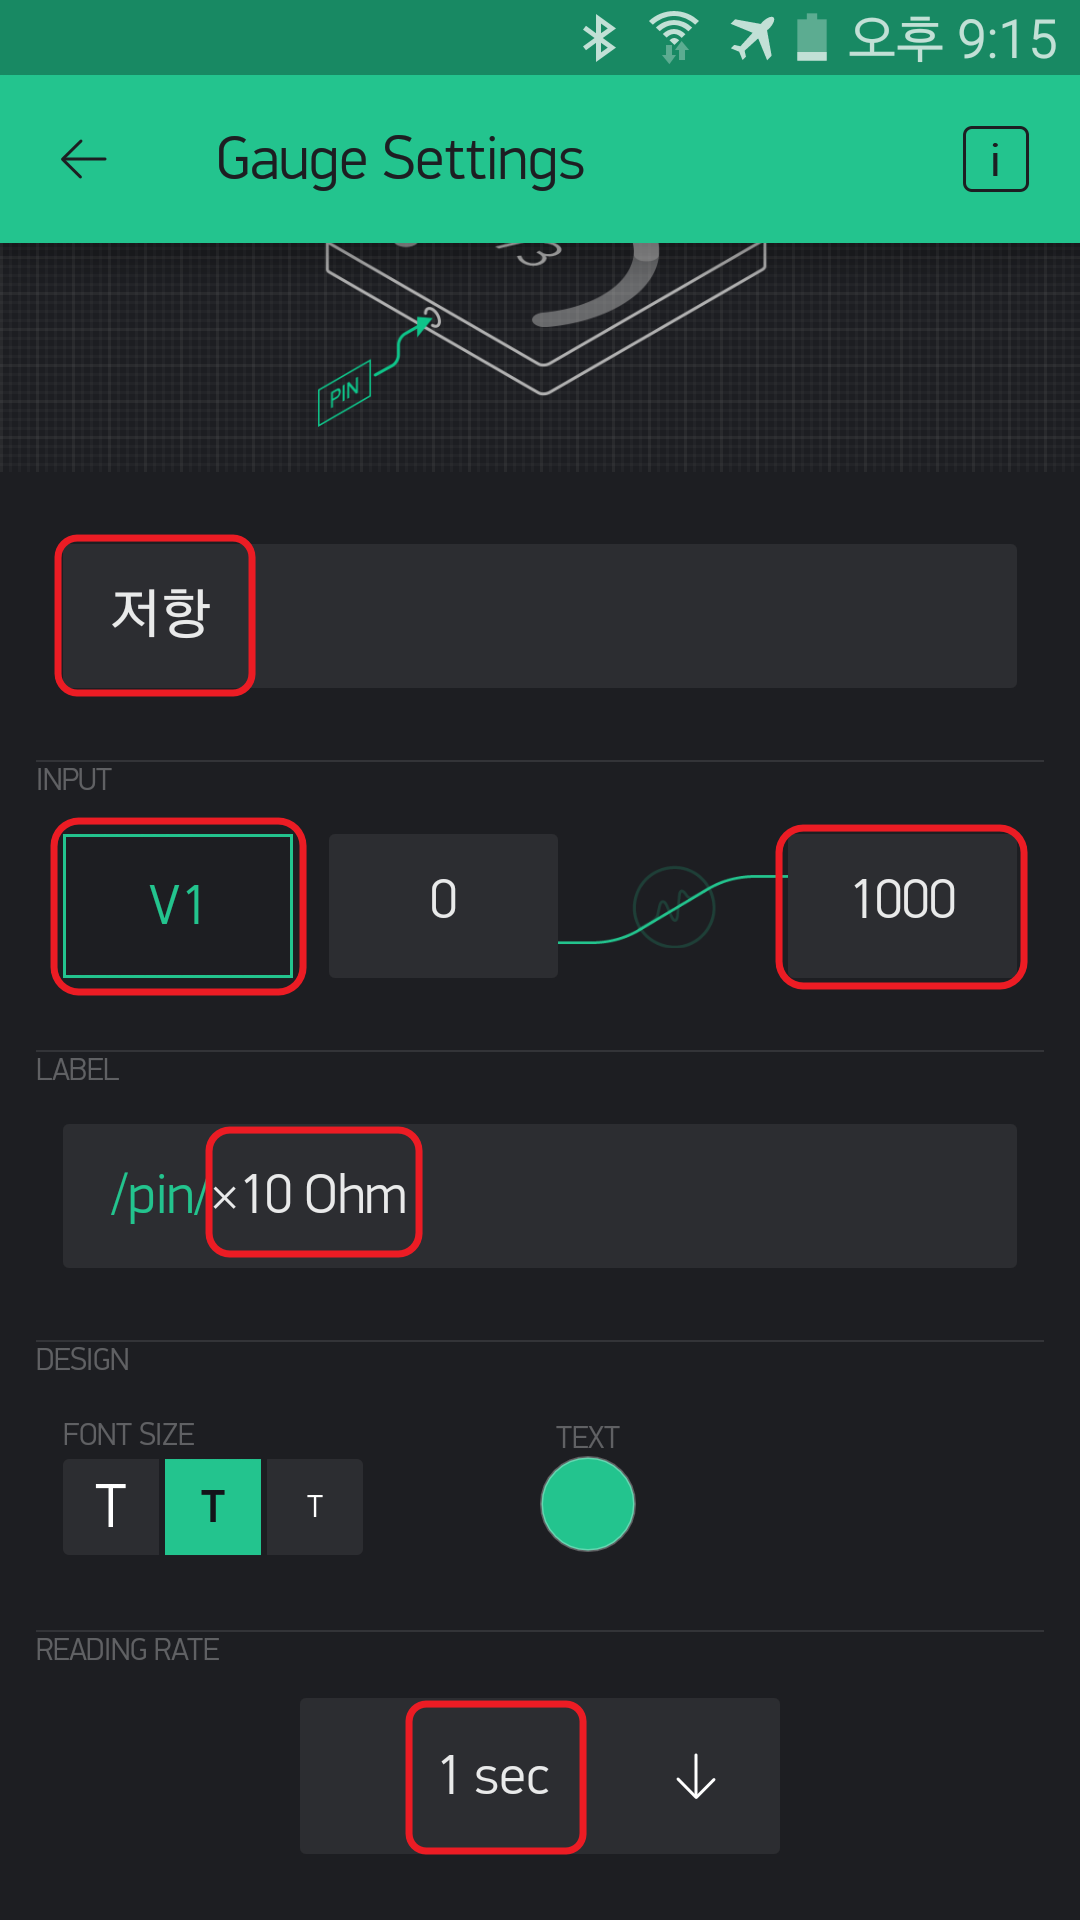 오후 9:15
Gauge Settings
i
PIN
저항
INPUT
V1 0 1000
LABEL
/pin/×10 Ohm
DESIGN
FONT SIZE TEXT
T T T
READING RATE
1 sec